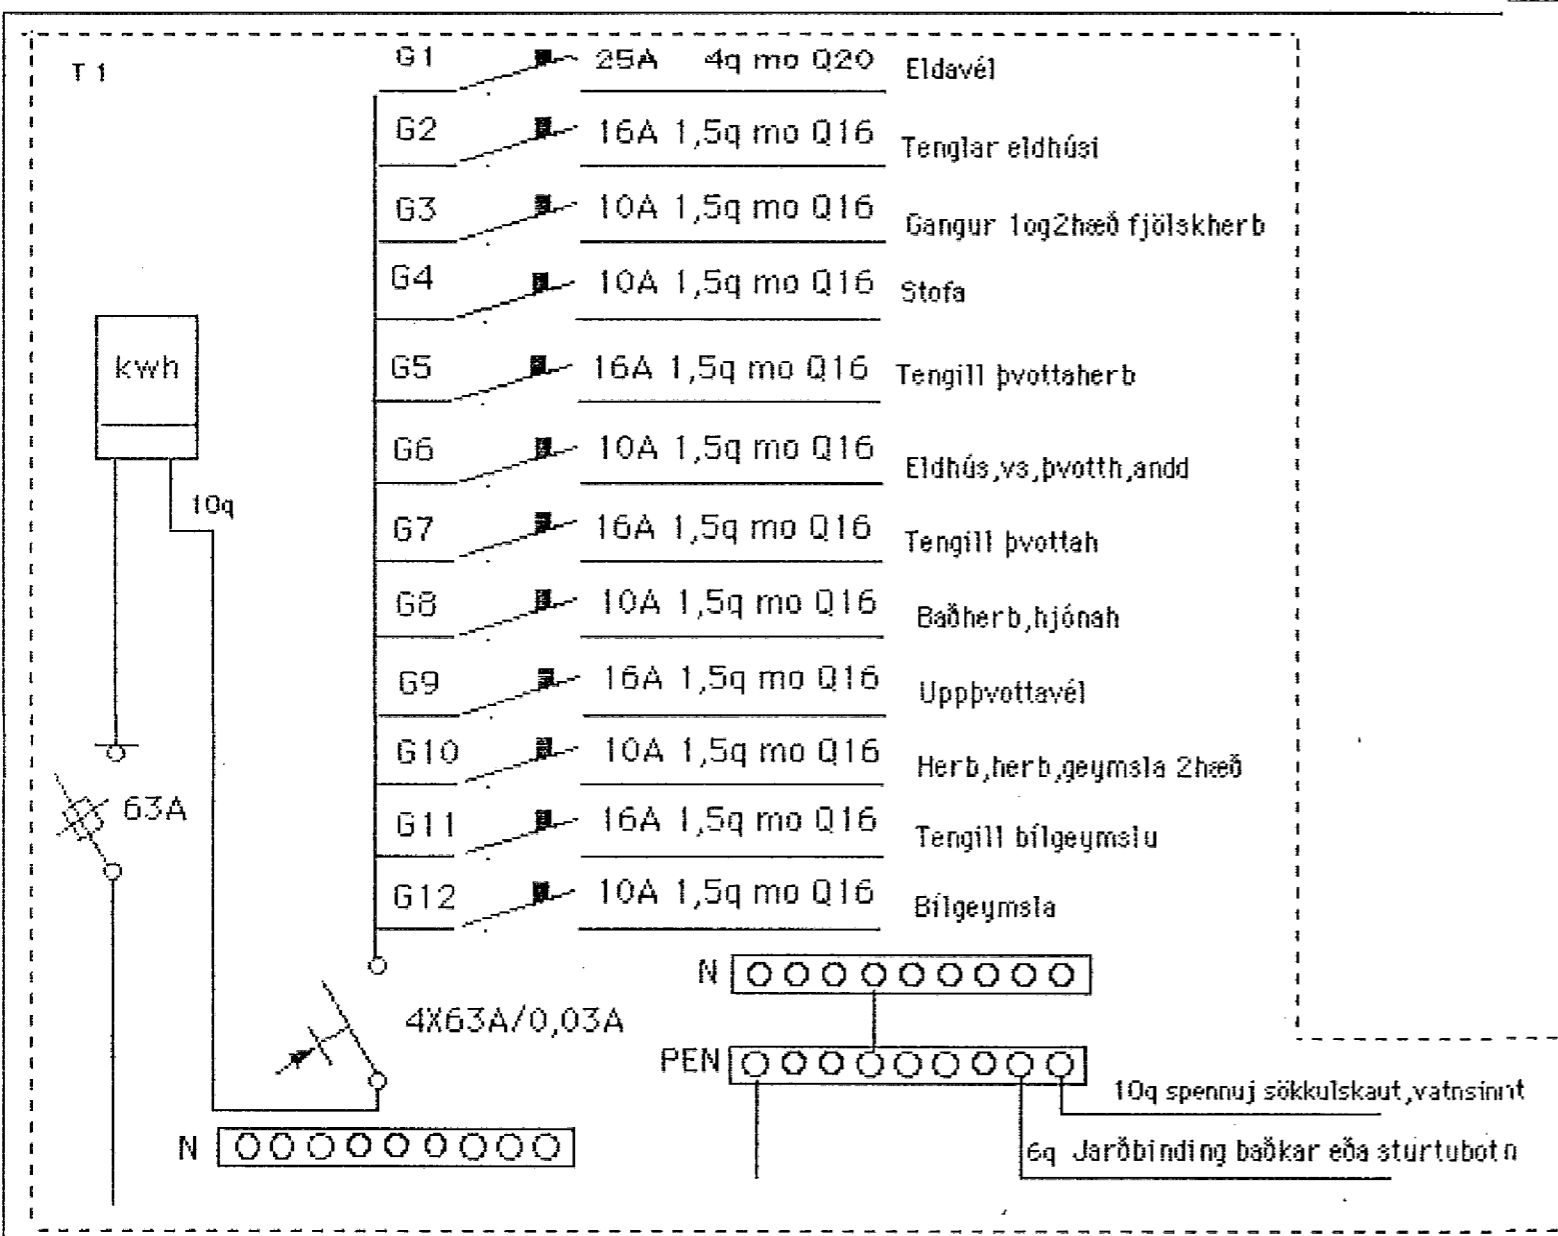 T 1
G1 25A 4q mo Q20 Eldavél
G2 16A 1,5q mo Q16 Tenglar eldhúsi
G3 10A 1,5q mo Q16 Gangur 1og2hæð fjölskherb
G4 10A 1,5q mo Q16 Stofa
kwh
G5 16A 1,5q mo Q16 Tengill þvottaherb
G6 10A 1,5q mo Q16 Eldhús,vs,þvotth,andd
10q
G7 16A 1,5q mo Q16 Tengill þvottah
G8 10A 1,5q mo Q16 Baðherb,hjónah
G9 16A 1,5q mo Q16 Uppþvottavél
G10 10A 1,5q mo Q16 Herb,herb,geymsla 2hæð
63A
G11 16A 1,5q mo Q16 Tengill bílgeymslu
G12 10A 1,5q mo Q16 Bílgeymsla
N
4X63A/0,03A
PEN
10q spennuj sökkulskaut,vatnsinnt
N
6q Jarðbinding baðkar eða sturtubotn